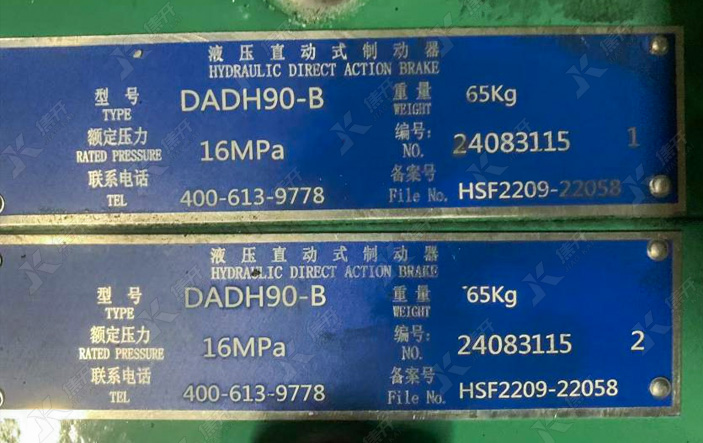 液压直动式制动器
HYDRAULIC DIRECT ACTION BRAKE
型号 DADH90-B 重量 65Kg
TYPE WEIGHT
额定压力 16MPa 编号: 24083115 1
RATED PRESSURE NO.
联系电话 400-613-9778 备案号 HSF2209-22058
TEL File No.
液压直动式制动器
HYDRAULIC DIRECT ACTION BRAKE
型号 DADH90-B 重量 65Kg
TYPE WEIGHT
额定压力 16MPa 编号: 24083115 2
RATED PRESSURE NO.
联系电话 400-613-9778 备案号 HSF2209-22058
TEL File No.
康开